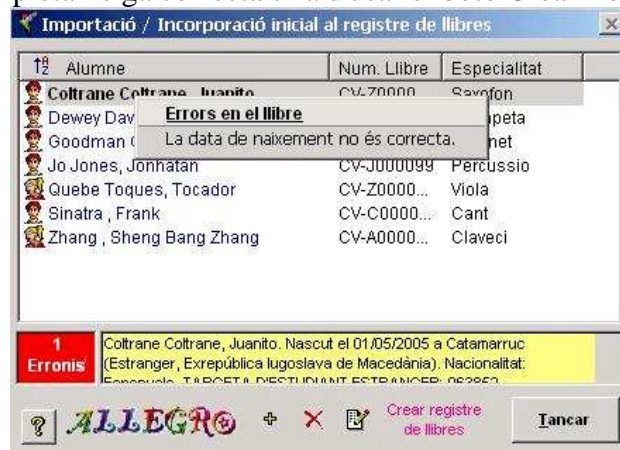 Importació / Incorporació inicial al registre de llibres
Alumne Num. Llibre Especialitat
Coltrane Coltrane, Juanito CV-Z0000... Saxofon
Dewey Dav
Errors en el llibre
La data de naixement no és correcta.
Goodman
Jo Jones, Jonhatan CV-J000099 Percussio
Quebe Toques, Tocador CV-Z0000... Viola
Sinatra , Frank CV-C0000... Cant
Zhang , Sheng Bang Zhang CV-A0000... Claveci
1
Erronis
Coltrane Coltrane, Juanito. Nascut el 01/05/2005 a Catamarruc
(Estranger, Exrepública Iugoslava de Macedània). Nacionalitat:
? ALLEGRO Crear registre
de llibres
Tancar